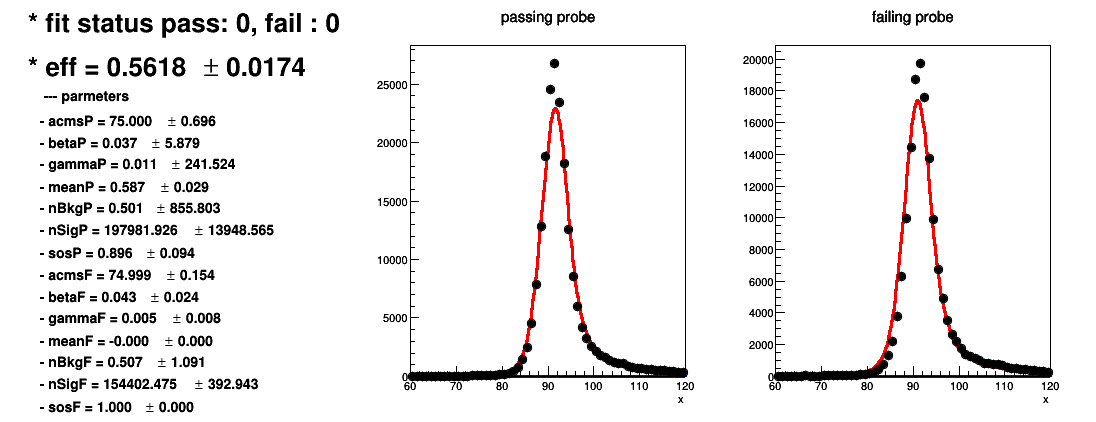 * fit status pass: 0, fail : 0
* eff = 0.5618 ± 0.0174
--- parmeters
- acmsP = 75.000 ± 0.696
- betaP = 0.037 ± 5.879
- gammaP = 0.011 ± 241.524
- meanP = 0.587 ± 0.029
- nBkgP = 0.501 ± 855.803
- nSigP = 197981.926 ± 13948.565
- sosP = 0.896 ± 0.094
- acmsF = 74.999 ± 0.154
- betaF = 0.043 ± 0.024
- gammaF = 0.005 ± 0.008
- meanF = -0.000 ± 0.000
- nBkgF = 0.507 ± 1.091
- nSigF = 154402.475 ± 392.943
- sosF = 1.000 ± 0.000
passing probe
25000
20000
15000
10000
5000
0
60 70 80 90 100 110 120
x
failing probe
20000
18000
16000
14000
12000
10000
8000
6000
4000
2000
0
60 70 80 90 100 110 120
x